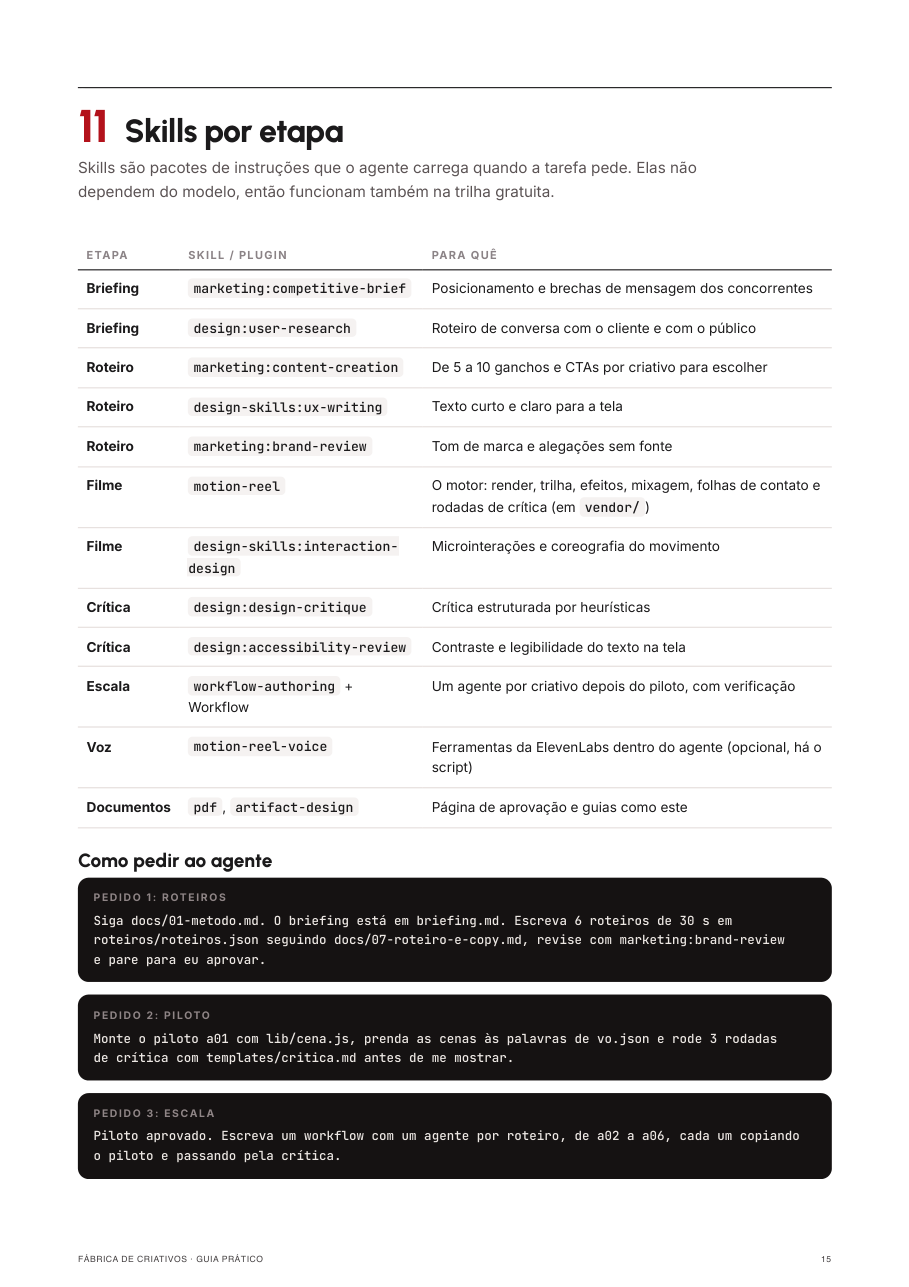 11 Skills por etapa
Skills são pacotes de instruções que o agente carrega quando a tarefa pede. Elas não
dependem do modelo, então funcionam também na trilha gratuita.
ETAPA SKILL / PLUGIN PARA QUÊ
Briefing marketing:competitive-brief Posicionamento e brechas de mensagem dos concorrentes
Briefing design:user-research Roteiro de conversa com o cliente e com o público
Roteiro marketing:content-creation De 5 a 10 ganchos e CTAs por criativo para escolher
Roteiro design-skills:ux-writing Texto curto e claro para a tela
Roteiro marketing:brand-review Tom de marca e alegações sem fonte
Filme motion-reel O motor: render, trilha, efeitos, mixagem, folhas de contato e
rodadas de crítica (em vendor/ )
Filme design-skills:interaction- Microinterações e coreografia do movimento
design
Crítica design:design-critique Crítica estruturada por heurísticas
Crítica design:accessibility-review Contraste e legibilidade do texto na tela
Escala workflow-authoring + Um agente por criativo depois do piloto, com verificação
Workflow
Voz motion-reel-voice Ferramentas da ElevenLabs dentro do agente (opcional, há o
script)
Documentos pdf , artifact-design Página de aprovação e guias como este
Como pedir ao agente
PEDIDO 1: ROTEIROS
Siga docs/01-metodo.md. O briefing está em briefing.md. Escreva 6 roteiros de 30 s em
roteiros/roteiros.json seguindo docs/07-roteiro-e-copy.md, revise com marketing:brand-review
e pare para eu aprovar.
PEDIDO 2: PILOTO
Monte o piloto a01 com lib/cena.js, prenda as cenas às palavras de vo.json e rode 3 rodadas
de crítica com templates/critica.md antes de me mostrar.
PEDIDO 3: ESCALA
Piloto aprovado. Escreva um workflow com um agente por roteiro, de a02 a a06, cada um copiando
o piloto e passando pela crítica.
FÁBRICA DE CRIATIVOS · GUIA PRÁTICO 15